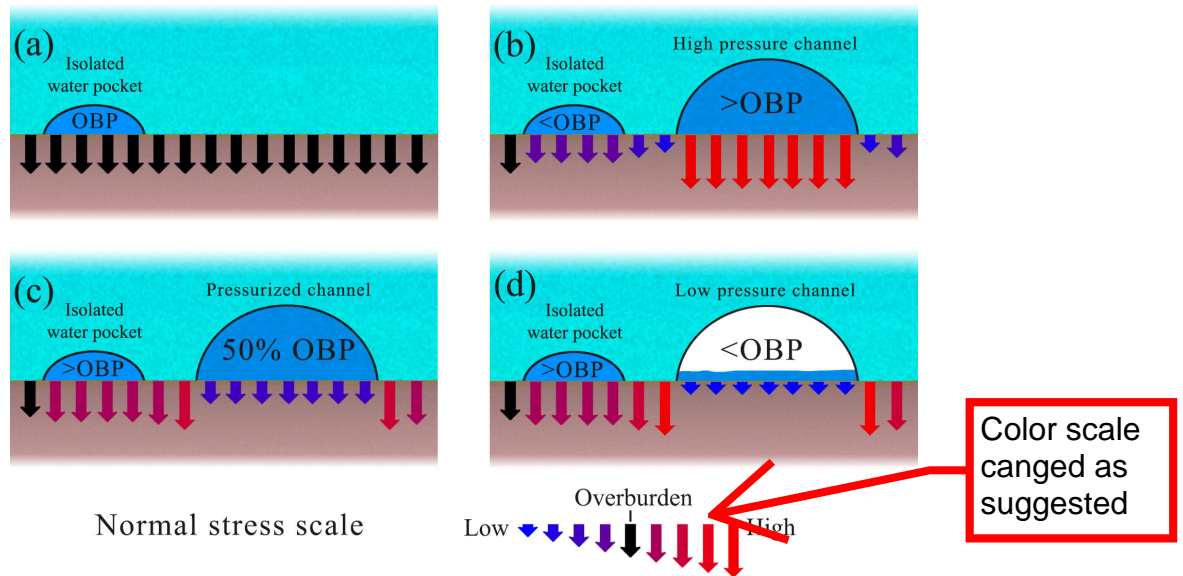 (a)
Isolated
water pocket
OBP
(b)
High pressure channel
Isolated
water pocket
<OBP
>OBP
(c)
Pressurized channel
Isolated
water pocket
>OBP
50% OBP
(d)
Low pressure channel
Isolated
water pocket
>OBP
<OBP
Normal stress scale
Overburden
Low
High
Color scale
canged as
suggested